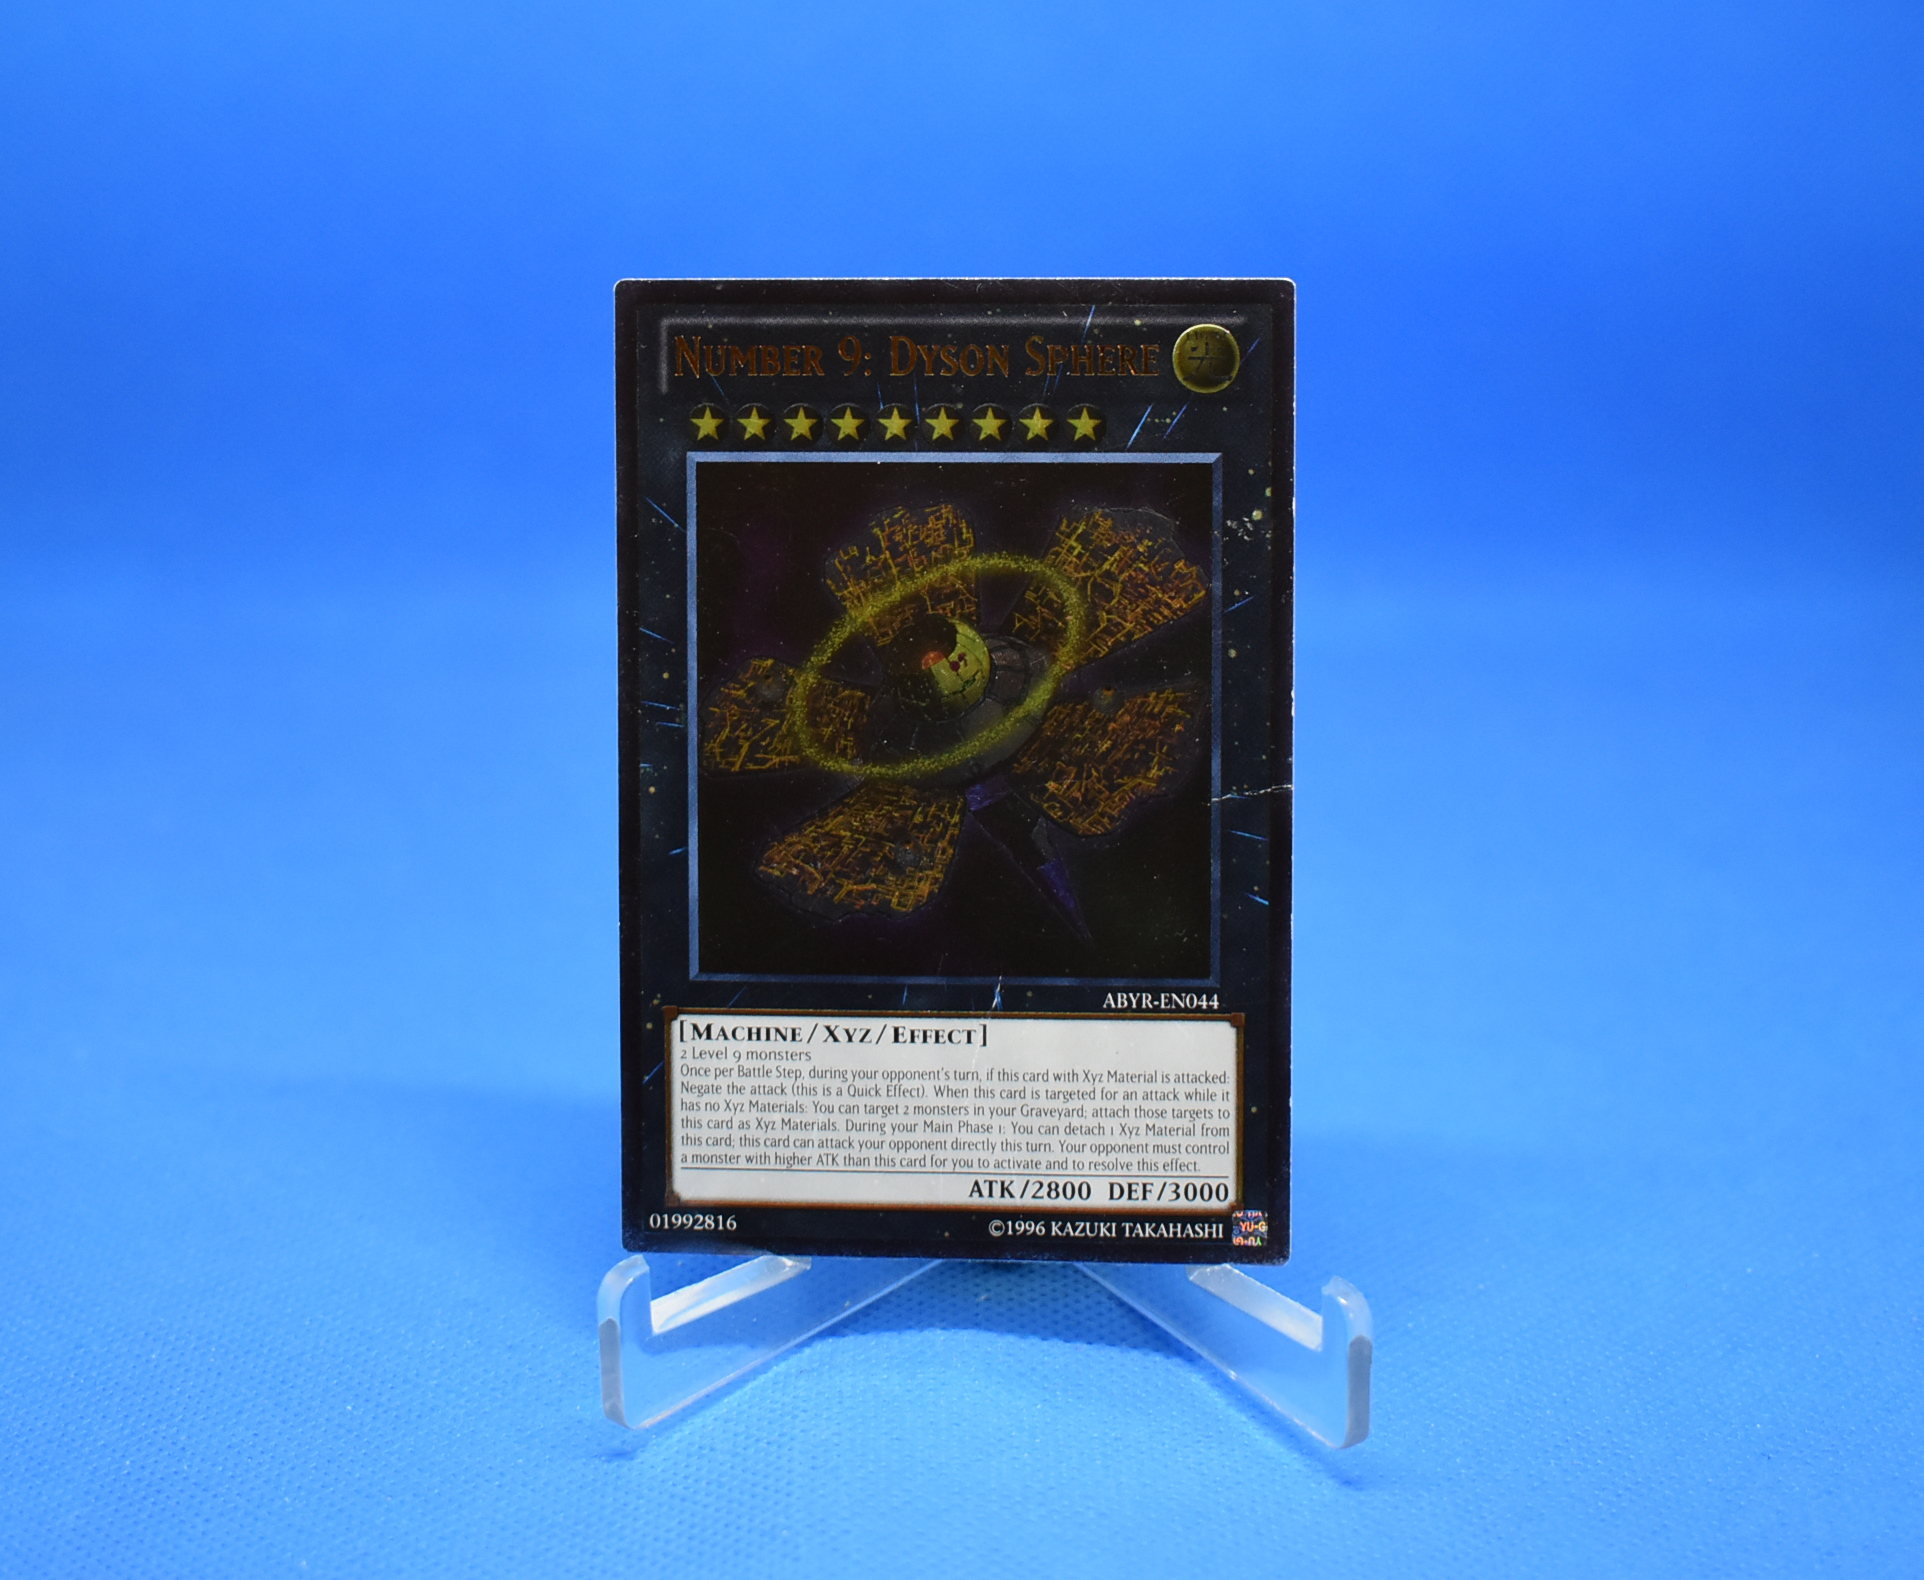 NUMBER 9: DYSON SPHERE
ABYR-EN044
[MACHINE/XYZ/EFFECT]
2 Level 9 monsters
Once per Battle Step, during your opponent's turn, if this card with Xyz Material is attacked:
Negate the attack (this is a Quick Effect). When this card is targeted for an attack while it
has no Xyz Materials: You can target 2 monsters in your Graveyard; attach those targets to
this card as Xyz Materials. During your Main Phase 1: You can detach 1 Xyz Material from
this card; this card can attack your opponent directly this turn. Your opponent must control
a monster with higher ATK than this card for you to activate and to resolve this effect.
ATK/2800 DEF/3000
01992816
©1996 KAZUKI TAKAHASHI
YU-G